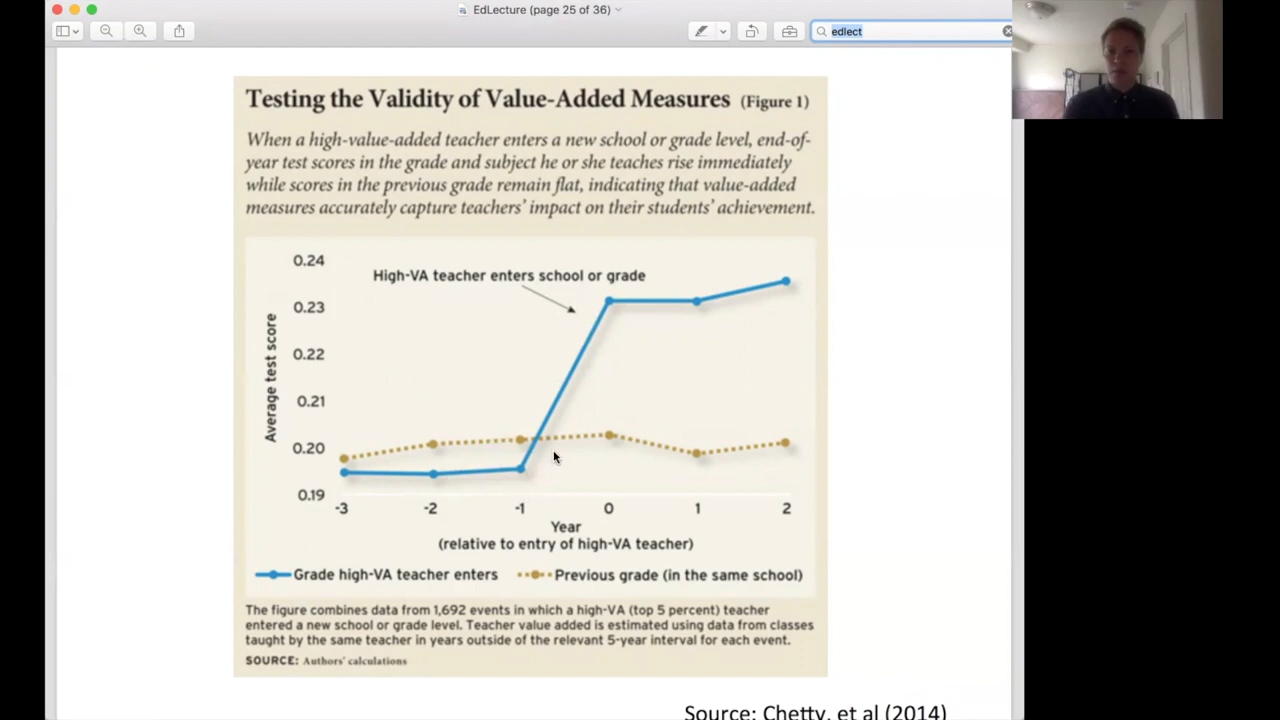 EdLecture (page 25 of 36)
edlect
Testing the Validity of Value-Added Measures (Figure 1)
When a high-value-added teacher enters a new school or grade level, end-of-
year test scores in the grade and subject he or she teaches rise immediately
while scores in the previous grade remain flat, indicating that value-added
measures accurately capture teachers' impact on their students' achievement.
0.24
High-VA teacher enters school or grade
0.23
0.22
0.21
0.20
0.19
Average test score
-3 -2 -1 0 1 2
Year
(relative to entry of high-VA teacher)
Grade high-VA teacher enters Previous grade (in the same school)
The figure combines data from 1,692 events in which a high-VA (top 5 percent) teacher
entered a new school or grade level. Teacher value added is estimated using data from classes
taught by the same teacher in years outside of the relevant 5-year interval for each event.
SOURCE: Authors' calculations
Source: Chetty, et al (2014)